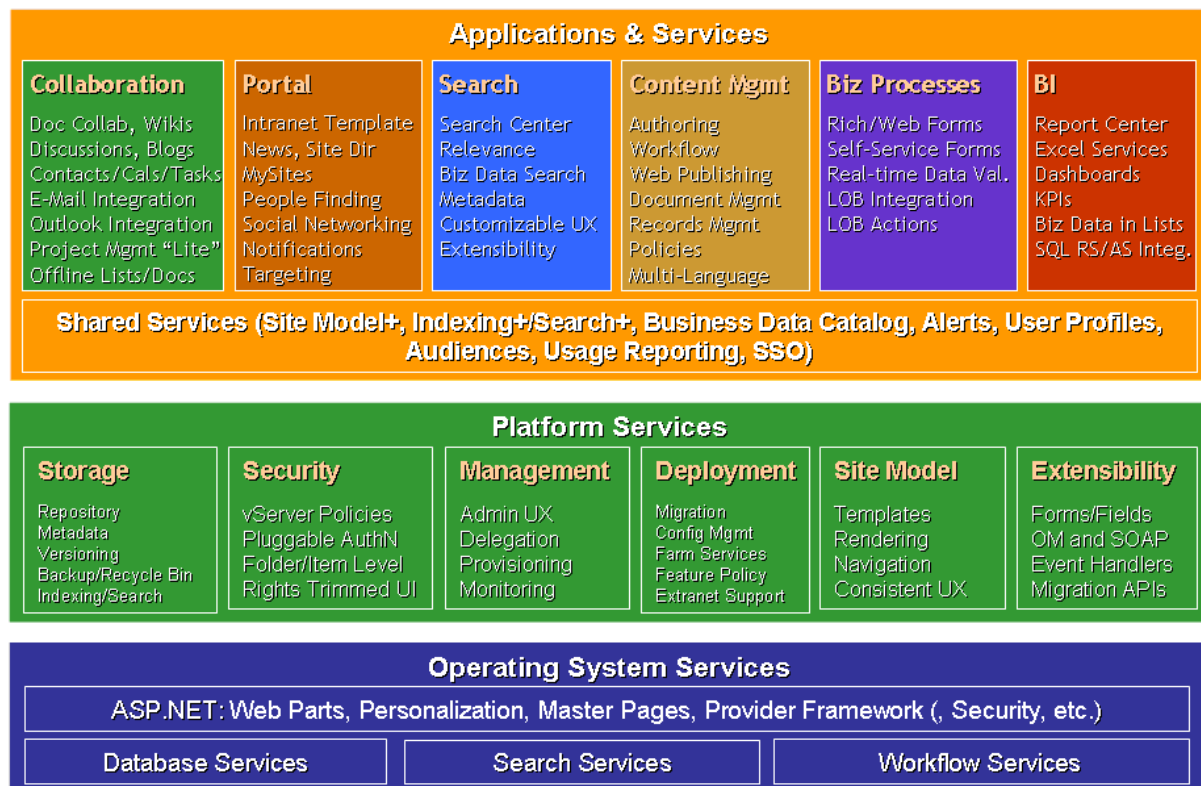 Applications & Services
Collaboration
Doc Collab, Wikis
Discussions, Blogs
Contacts/Cals/Tasks
E-Mail Integration
Outlook Integration
Project Mgmt “Lite”
Offline Lists/Docs
Portal
Intranet Template
News, Site Dir
MySites
People Finding
Social Networking
Notifications
Targeting
Search
Search Center
Relevance
Biz Data Search
Metadata
Customizable UX
Extensibility
Content Mgmt
Authoring
Workflow
Web Publishing
Document Mgmt
Records Mgmt
Policies
Multi-Language
Biz Processes
Rich/Web Forms
Self-Service Forms
Real-time Data Val.
LOB Integration
LOB Actions
BI
Report Center
Excel Services
Dashboards
KPIs
Biz Data in Lists
SQL RS/AS Integ.
Shared Services (Site Model+, Indexing+/Search+, Business Data Catalog, Alerts, User Profiles,
Audiences, Usage Reporting, SSO)
Platform Services
Storage
Repository
Metadata
Versioning
Backup/Recycle Bin
Indexing/Search
Security
vServer Policies
Pluggable AuthN
Folder/Item Level
Rights Trimmed UI
Management
Admin UX
Delegation
Provisioning
Monitoring
Deployment
Migration
Config Mgmt
Farm Services
Feature Policy
Extranet Support
Site Model
Templates
Rendering
Navigation
Consistent UX
Extensibility
Forms/Fields
OM and SOAP
Event Handlers
Migration APIs
Operating System Services
ASP.NET: Web Parts, Personalization, Master Pages, Provider Framework (, Security, etc.)
Database Services
Search Services
Workflow Services